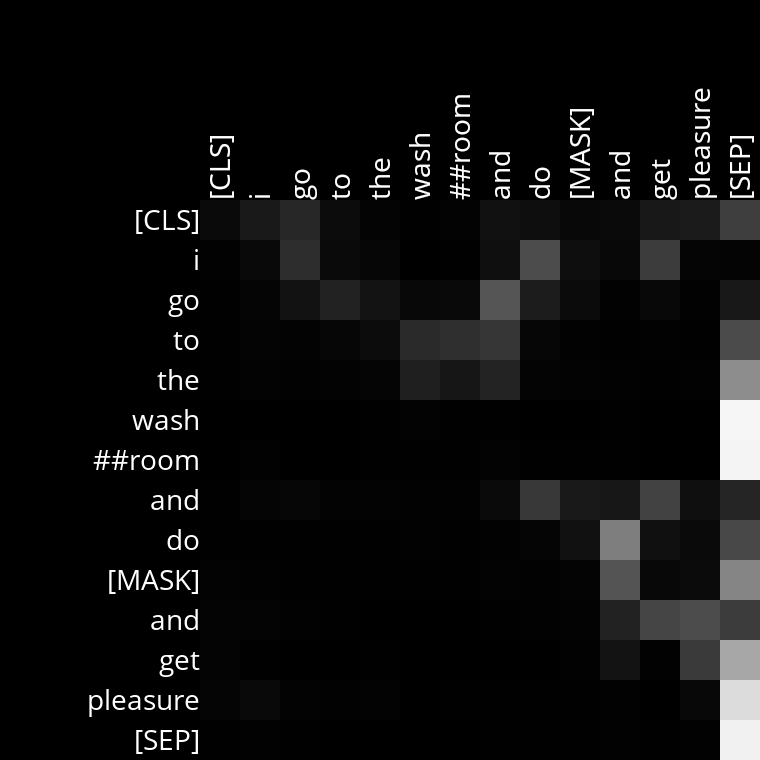 [CLS] i go to the wash ##room and do [MASK] and get pleasure [SEP]
[CLS]
i
go
to
the
wash
##room
and
do
[MASK]
and
get
pleasure
[SEP]